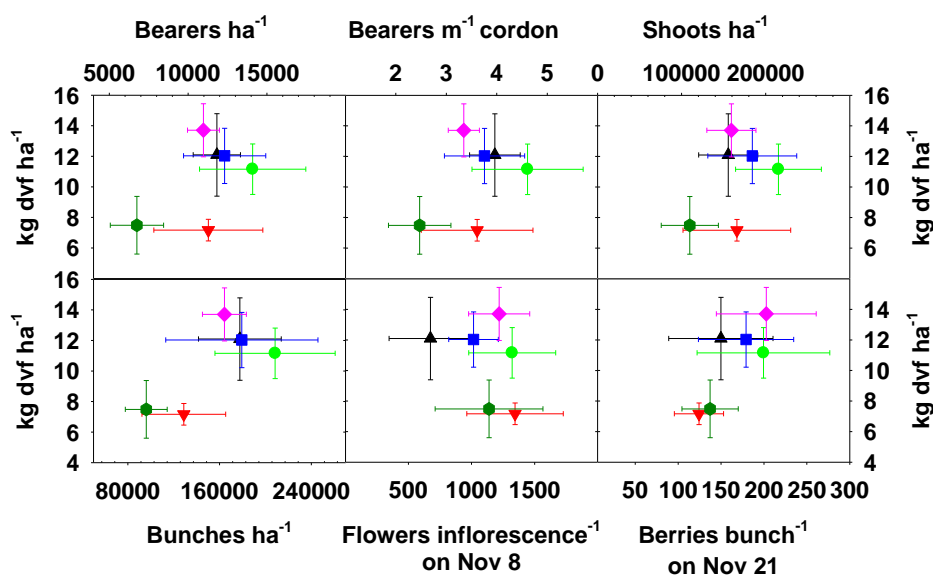 Bearers ha⁻¹ Bearers m⁻¹ cordon Shoots ha⁻¹
5000 10000 15000 2 3 4 5 0 100000 200000
16 16
14 14
12 12
10 10
8 8
6 6
kg dvf ha⁻¹ kg dvf ha⁻¹
16 16
14 14
12 12
10 10
8 8
6 6
4 4
kg dvf ha⁻¹ kg dvf ha⁻¹
80000 160000 240000 500 1000 1500 50 100 150 200 250 300
Bunches ha⁻¹ Flowers inflorescence⁻¹ Berries bunch⁻¹
on Nov 8 on Nov 21